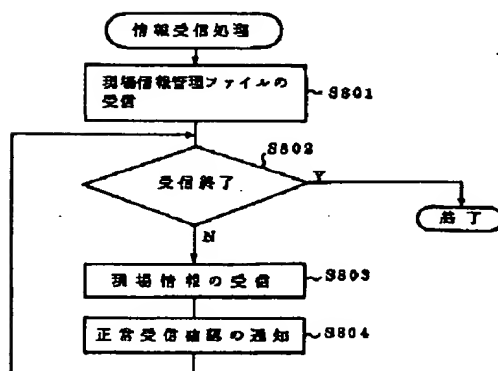 情報受信処理
現場情報管理ファイルの
受信
S801
S802
受信終了
Y
終了
N
現場情報の受信
S803
正常受信確認の通知
S804